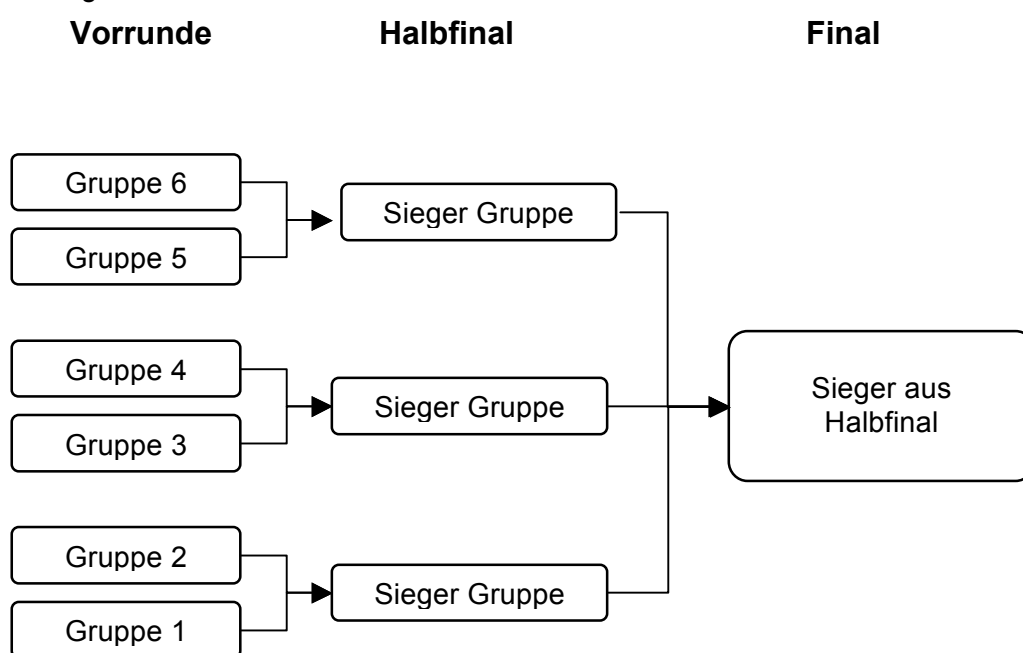 Vorrunde Halbfinal Final
Gruppe 6
Sieger Gruppe
Gruppe 5
Gruppe 4
Sieger Gruppe
Gruppe 3
Sieger aus
Halbfinal
Gruppe 2
Sieger Gruppe
Gruppe 1